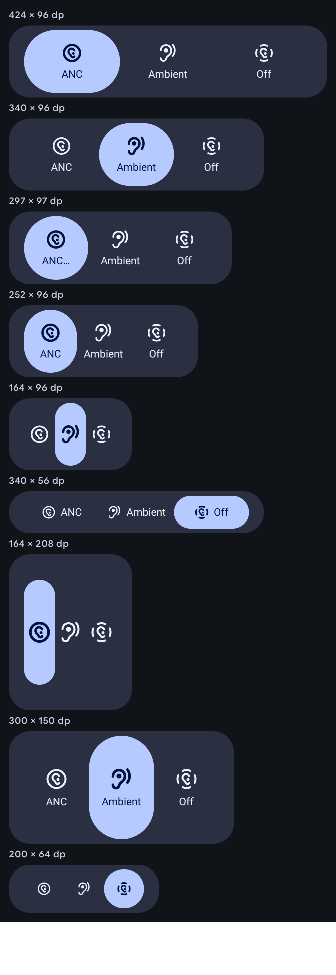 424 × 96 dp
ANC Ambient Off
340 × 96 dp
ANC Ambient Off
297 × 97 dp
ANC… Ambient Off
252 × 96 dp
ANC Ambient Off
164 × 96 dp
340 × 56 dp
ANC Ambient Off
164 × 208 dp
300 × 150 dp
ANC Ambient Off
200 × 64 dp